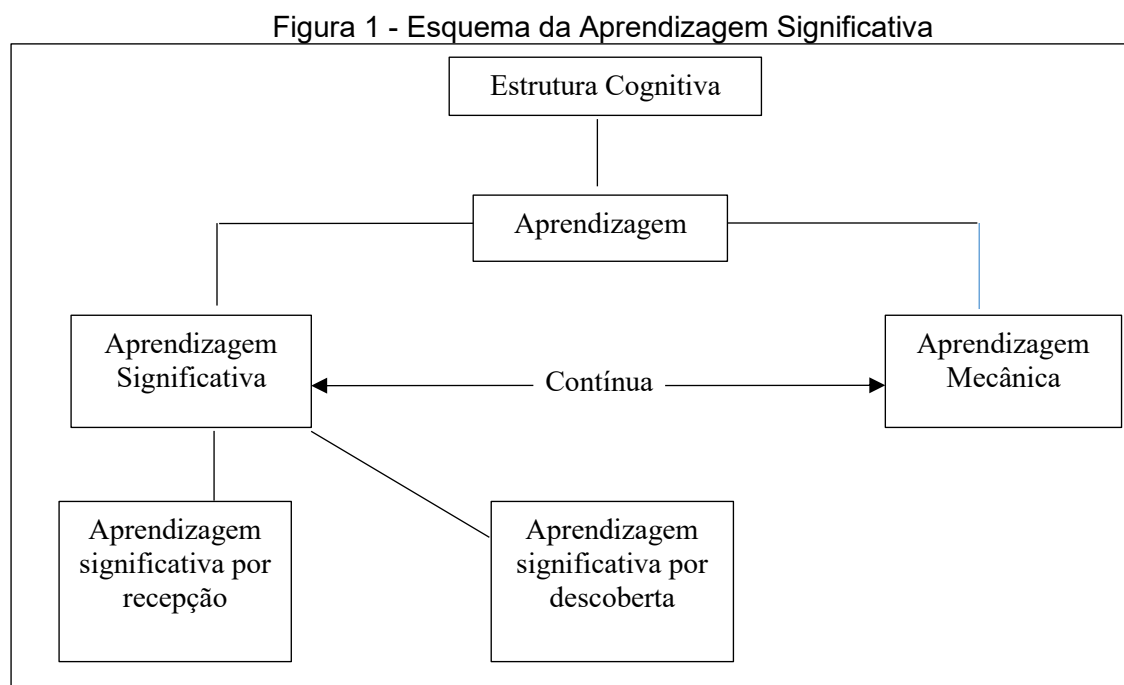 Figura 1 - Esquema da Aprendizagem Significativa
Estrutura Cognitiva
Aprendizagem
Aprendizagem
Significativa
Contínua
Aprendizagem
Mecânica
Aprendizagem
significativa por
recepção
Aprendizagem
significativa por
descoberta